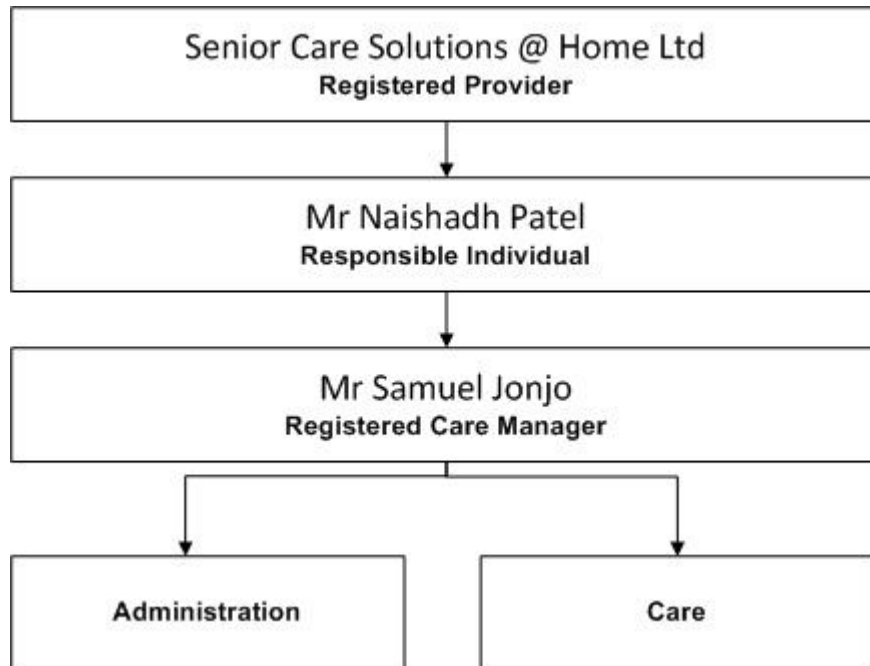 Senior Care Solutions @ Home Ltd
Registered Provider
Mr Naishadh Patel
Responsible Individual
Mr Samuel Jonjo
Registered Care Manager
Administration
Care